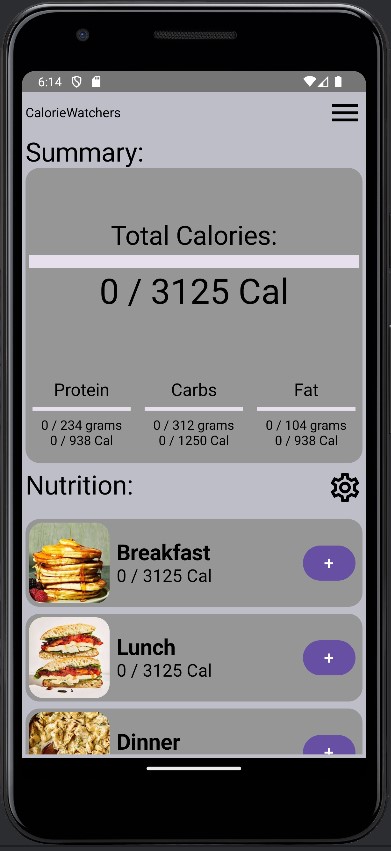 6:14
CalorieWatchers
Summary:
Total Calories:
0 / 3125 Cal
Protein Carbs Fat
0 / 234 grams 0 / 312 grams 0 / 104 grams
0 / 938 Cal 0 / 1250 Cal 0 / 938 Cal
Nutrition:
Breakfast
0 / 3125 Cal
+
Lunch
0 / 3125 Cal
+
Dinner
+